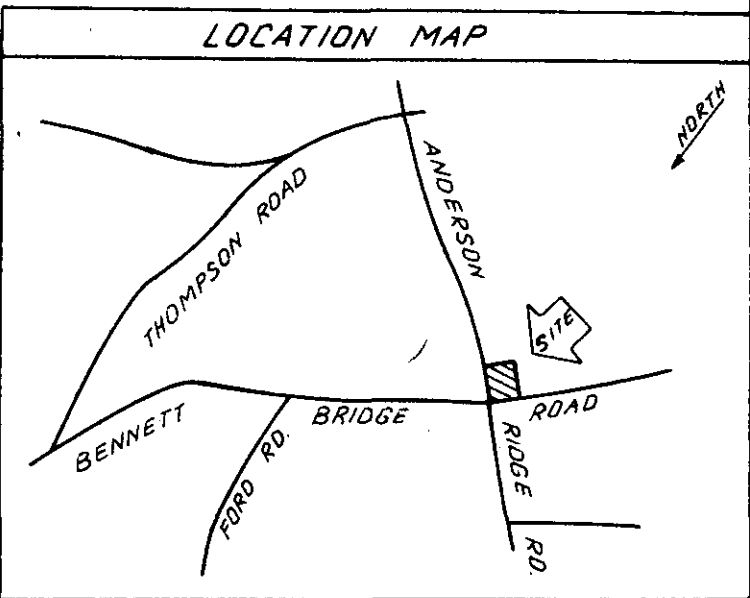 LOCATION MAP
NORTH
ANDERSON
THOMPSON ROAD
SITE
BENNETT
BRIDGE
ROAD
FORD RD.
RIDGE
RD.